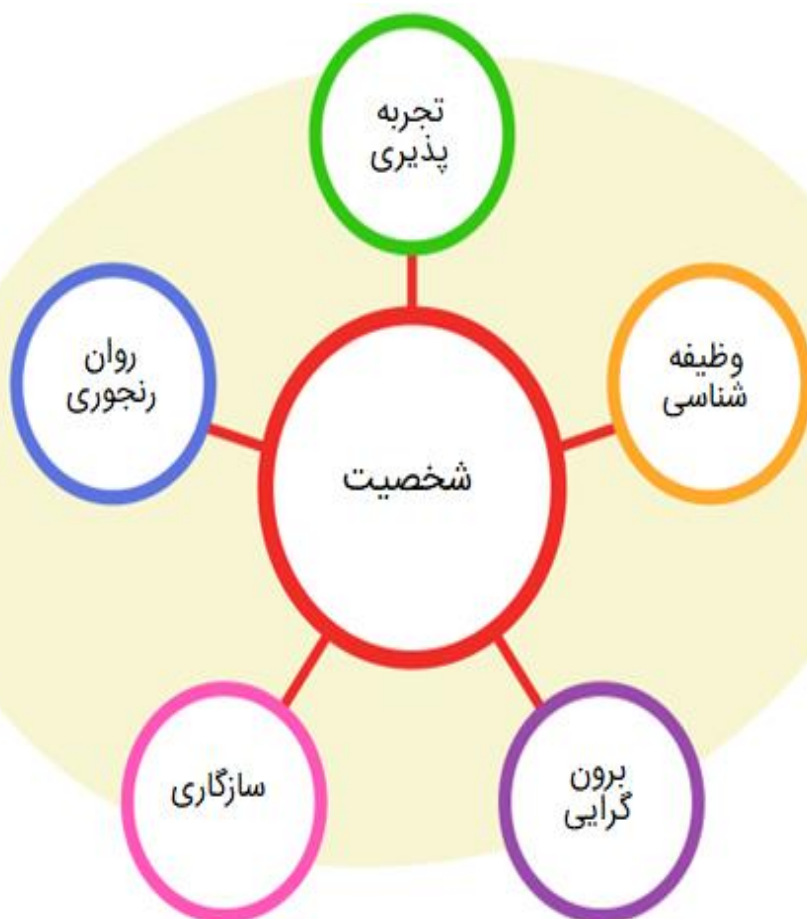 تجربه
پذیری
وظیفه
شناسی
روان
رنجوری
شخصیت
برون
گرایی
سازگاری